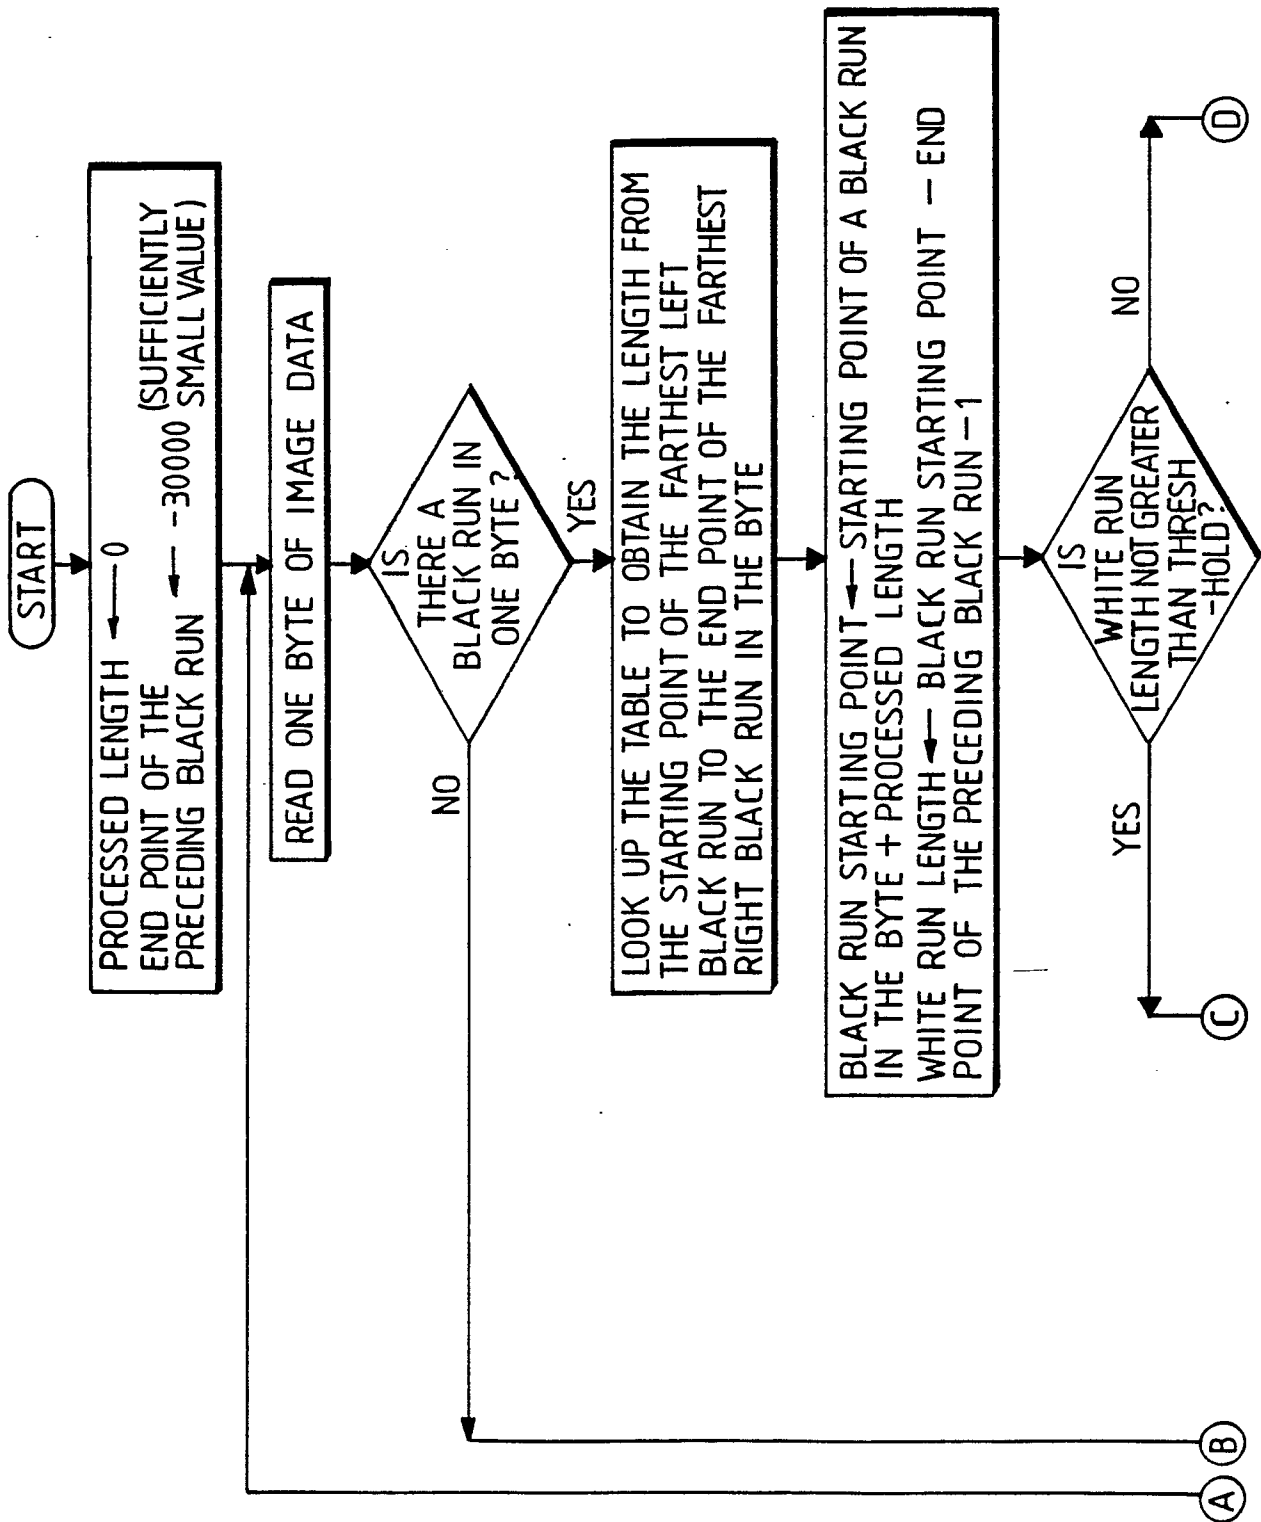 START
PROCESSED LENGTH ← 0
END POINT OF THE
PRECEDING BLACK RUN ← -30000 (SUFFICIENTLY
SMALL VALUE)
READ ONE BYTE OF IMAGE DATA
IS
THERE A
BLACK RUN IN
ONE BYTE ?
NO
YES
LOOK UP THE TABLE TO OBTAIN THE LENGTH FROM
THE STARTING POINT OF THE FARTHEST LEFT
BLACK RUN TO THE END POINT OF THE FARTHEST
RIGHT BLACK RUN IN THE BYTE
BLACK RUN STARTING POINT ← STARTING POINT OF A BLACK RUN
IN THE BYTE + PROCESSED LENGTH
WHITE RUN LENGTH ← BLACK RUN STARTING POINT - END
POINT OF THE PRECEDING BLACK RUN -1
IS
WHITE RUN
LENGTH NOT GREATER
THAN THRESH
-HOLD?
YES
NO
A
B
C
D